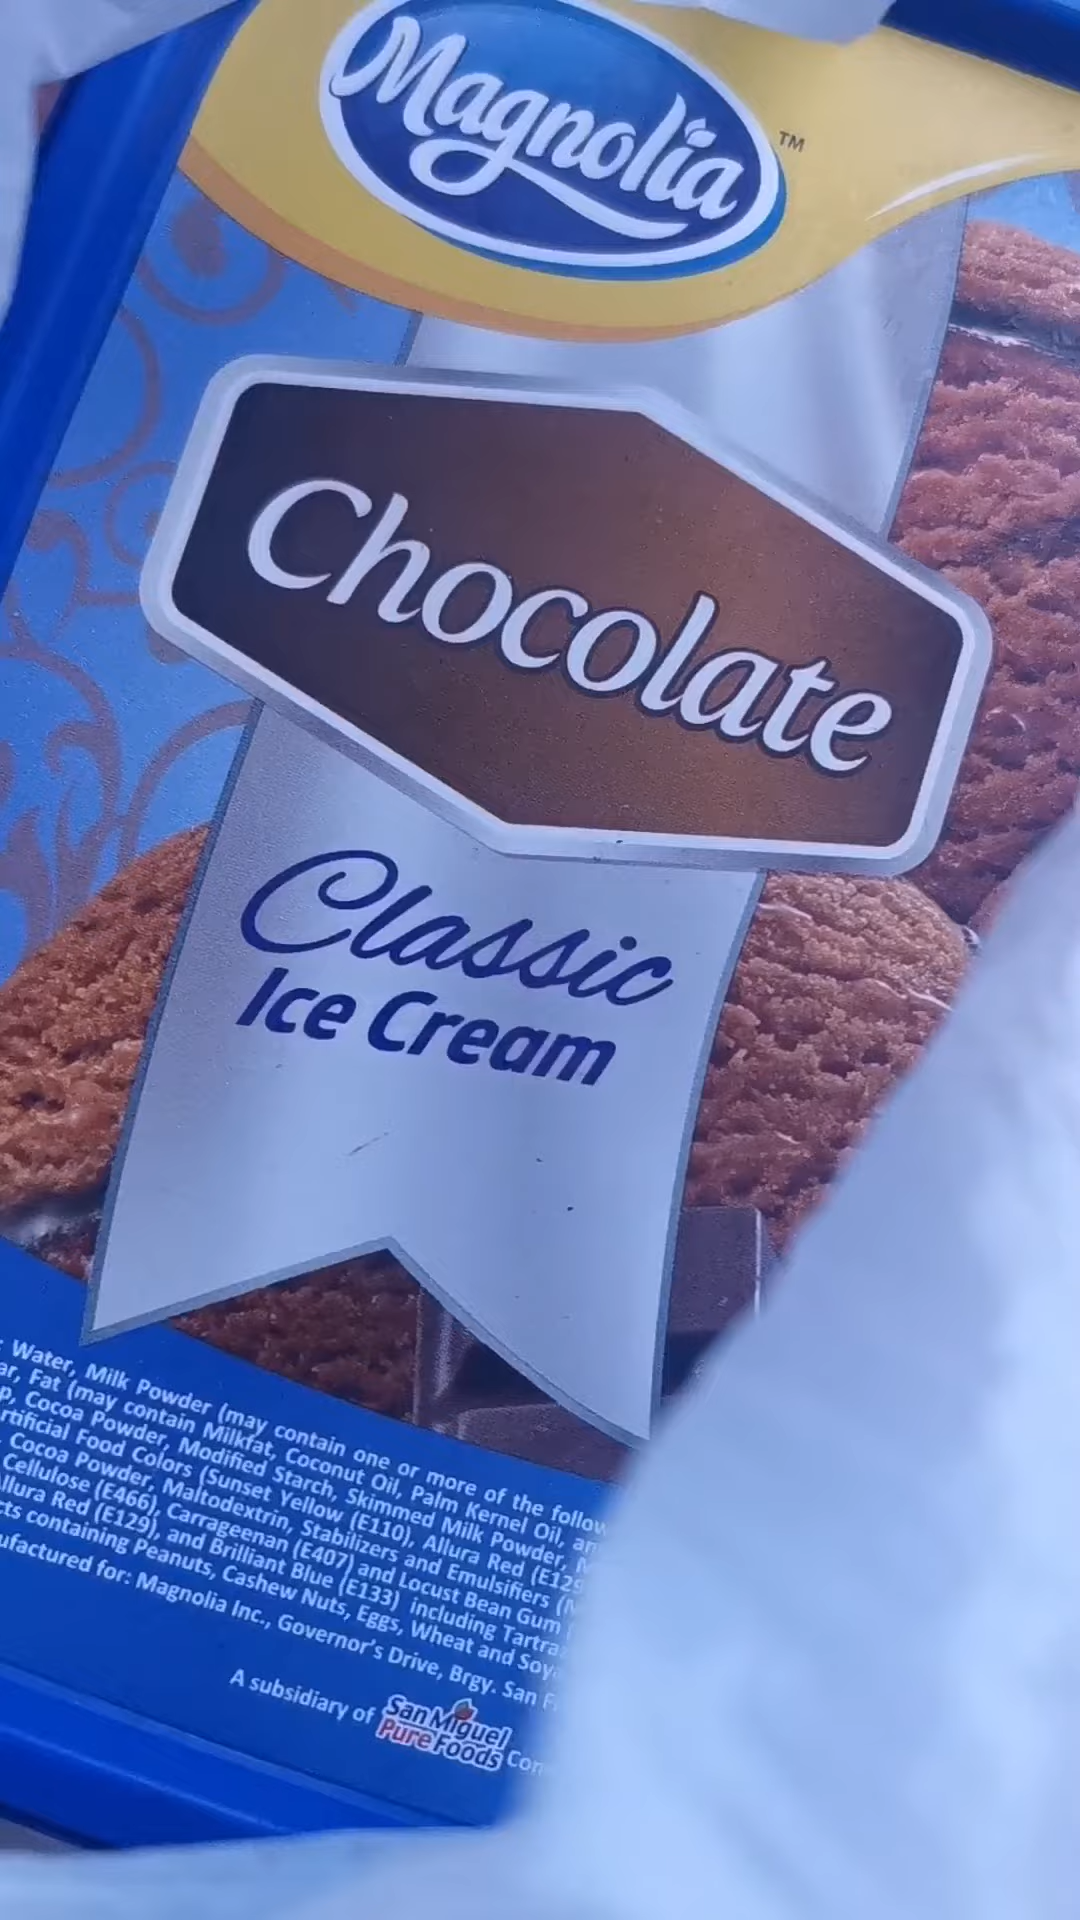 Magnolia
TM
Chocolate
Classic
Ice Cream
Water, Milk Powder (may contain one or more of the
Fat (may contain Milkfat, Coconut Oil, Palm Kernel Oil,
Cocoa Powder, Modified Starch, Skimmed Milk Powder,
Food Colors (Sunset Yellow (E110), Allura Red
Cocoa Powder, Maltodextrin, Stabilizers and Emulsifiers
Cellulose (E466), Carrageenan (E407) and Locust Bean Gum
Red (E129), and Brilliant Blue (E133) including
containing Peanuts, Cashew Nuts, Eggs, Wheat and
for: Magnolia Inc., Governor's Drive, Brgy. San
A subsidiary of San Miguel
Pure Foods